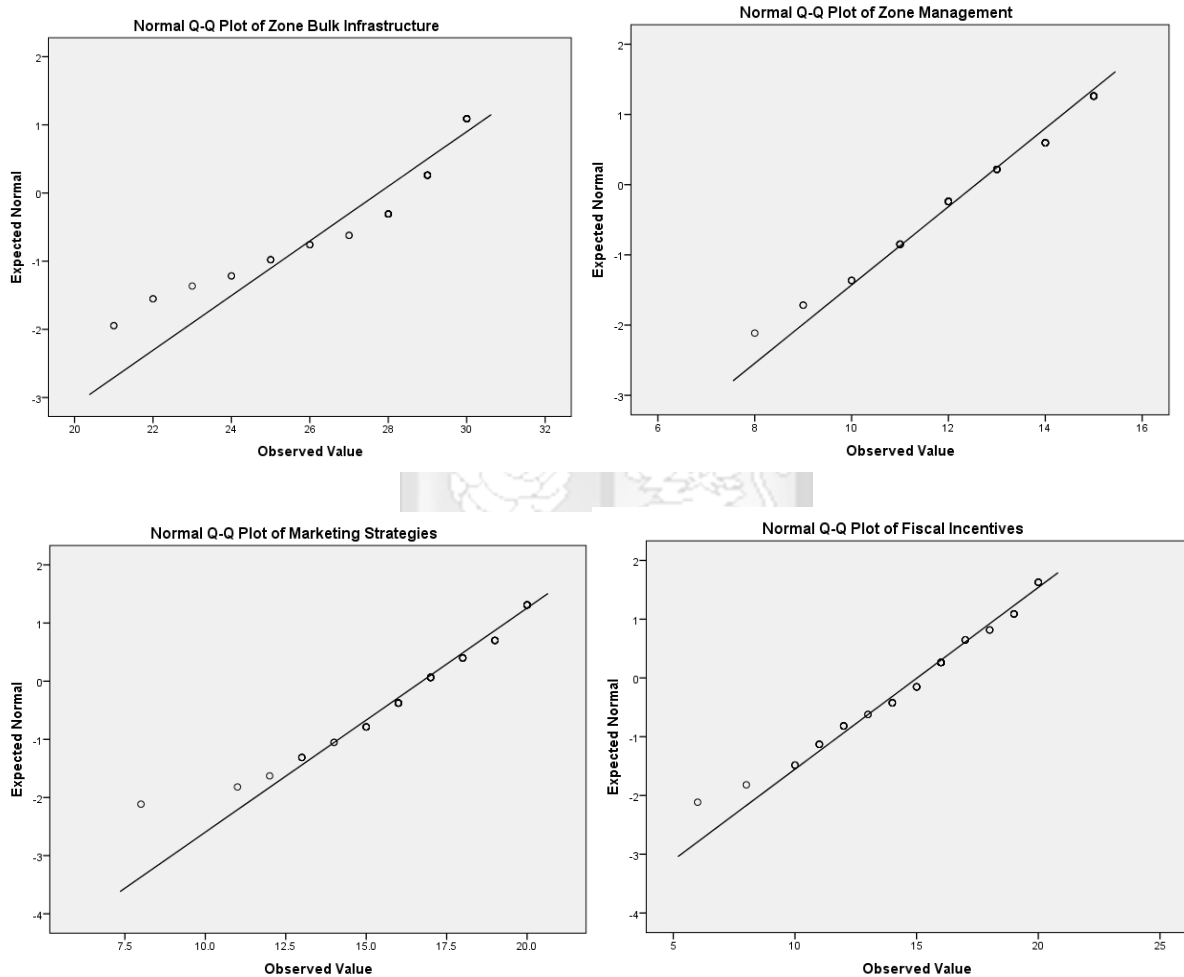 Normal Q-Q Plot of Zone Bulk Infrastructure
2
1
0
-1
-2
-3
Expected Normal
20 22 24 26 28 30 32
Observed Value
Normal Q-Q Plot of Zone Management
2
1
0
-1
-2
-3
Expected Normal
6 8 10 12 14 16
Observed Value
Normal Q-Q Plot of Marketing Strategies
2
1
0
-1
-2
-3
-4
Expected Normal
7.5 10.0 12.5 15.0 17.5 20.0
Observed Value
Normal Q-Q Plot of Fiscal Incentives
2
1
0
-1
-2
-3
-4
Expected Normal
5 10 15 20 25
Observed Value